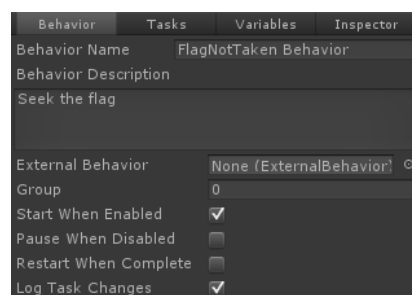 Behavior Tasks Variables Inspector
Behavior Name FlagNotTaken Behavior
Behavior Description
Seek the flag
External Behavior None (ExternalBehavior)
Group 0
Start When Enabled
Pause When Disabled
Restart When Complete
Log Task Changes